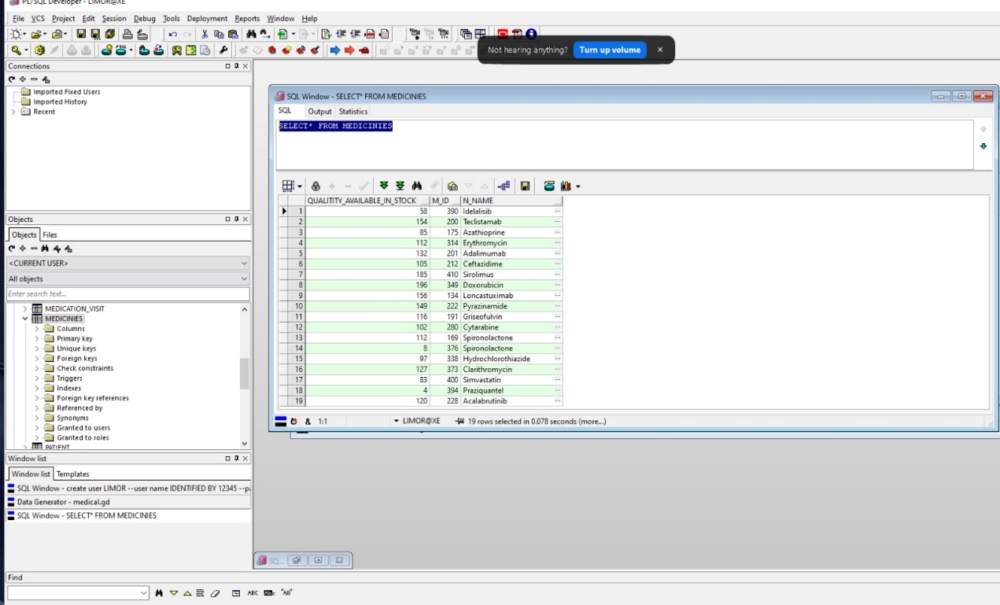 PL/SQL Developer - LIMOR@XE
File VCS Project Edit Session Debug Tools Deployment Reports Window Help
Not hearing anything? Turn up volume ×
Connections
Imported Fixed Users
Imported History
Recent
Objects
Objects Files
<CURRENT USER>
All objects
Enter search text...
MEDICATION_VISIT
MEDICINIES
Columns
Primary key
Unique keys
Foreign keys
Check constraints
Triggers
Indexes
Foreign key references
Referenced by
Synonyms
Granted to users
Granted to roles
PATIENT
Window list
Window list Templates
SQL Window - create user LIMOR --user name IDENTIFIED BY 12345 --p
Data Generator - medical.gd
SQL Window - SELECT* FROM MEDICINIES
SQL Window - SELECT* FROM MEDICINIES
SQL Output Statistics
SELECT* FROM MEDICINIES
QUALITITY_AVAILABLE_IN_STOCK M_ID N_NAME
1 58 390 Idelalisib ...
2 154 200 Teclistamab ...
3 85 175 Azathioprine ...
4 112 314 Erythromycin ...
5 132 201 Adalimumab ...
6 105 212 Ceftazidime ...
7 185 410 Sirolimus ...
8 196 349 Doxorubicin ...
9 156 134 Loncastuximab ...
10 149 222 Pyrazinamide ...
11 116 191 Griseofulvin ...
12 102 280 Cytarabine ...
13 112 169 Spironolactone ...
14 8 376 Spironolactone ...
15 97 338 Hydrochlorothiazide ...
16 127 373 Clarithromycin ...
17 83 400 Simvastatin ...
18 4 394 Praziquantel ...
19 120 228 Acalabrutinib ...
& 1:1 LIMOR@XE 19 rows selected in 0.078 seconds (more...)
SQ...
Find
ABC "AB"